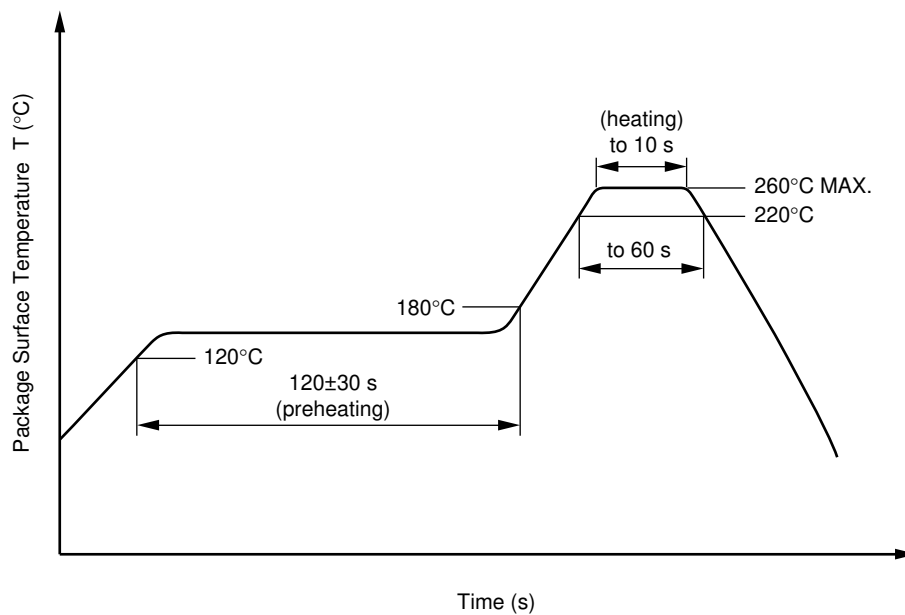 Package Surface Temperature T (°C)
(heating)
to 10 s
260°C MAX.
220°C
to 60 s
180°C
120°C
120±30 s
(preheating)
Time (s)